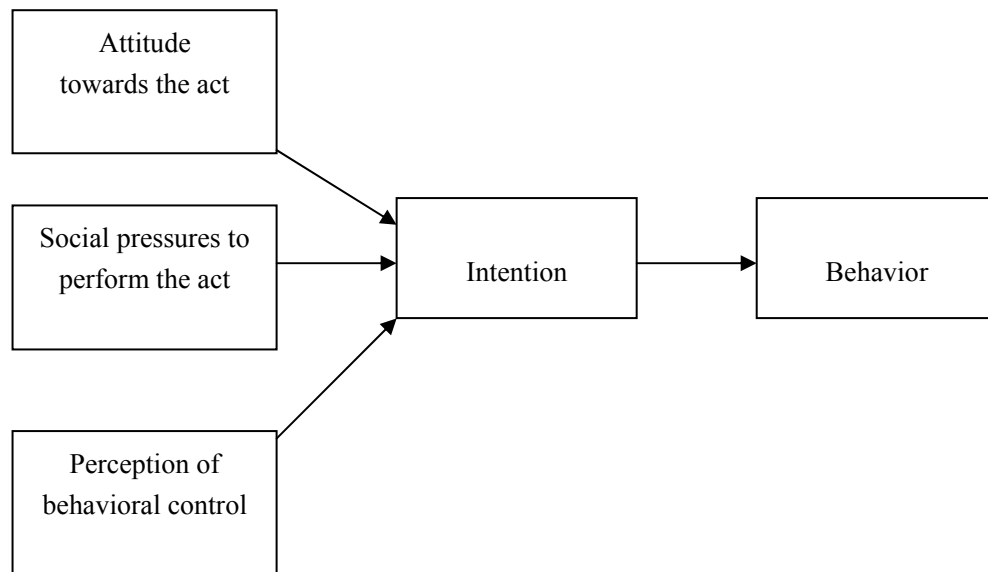 Attitude
towards the act
Social pressures to
perform the act
Intention
Behavior
Perception of
behavioral control